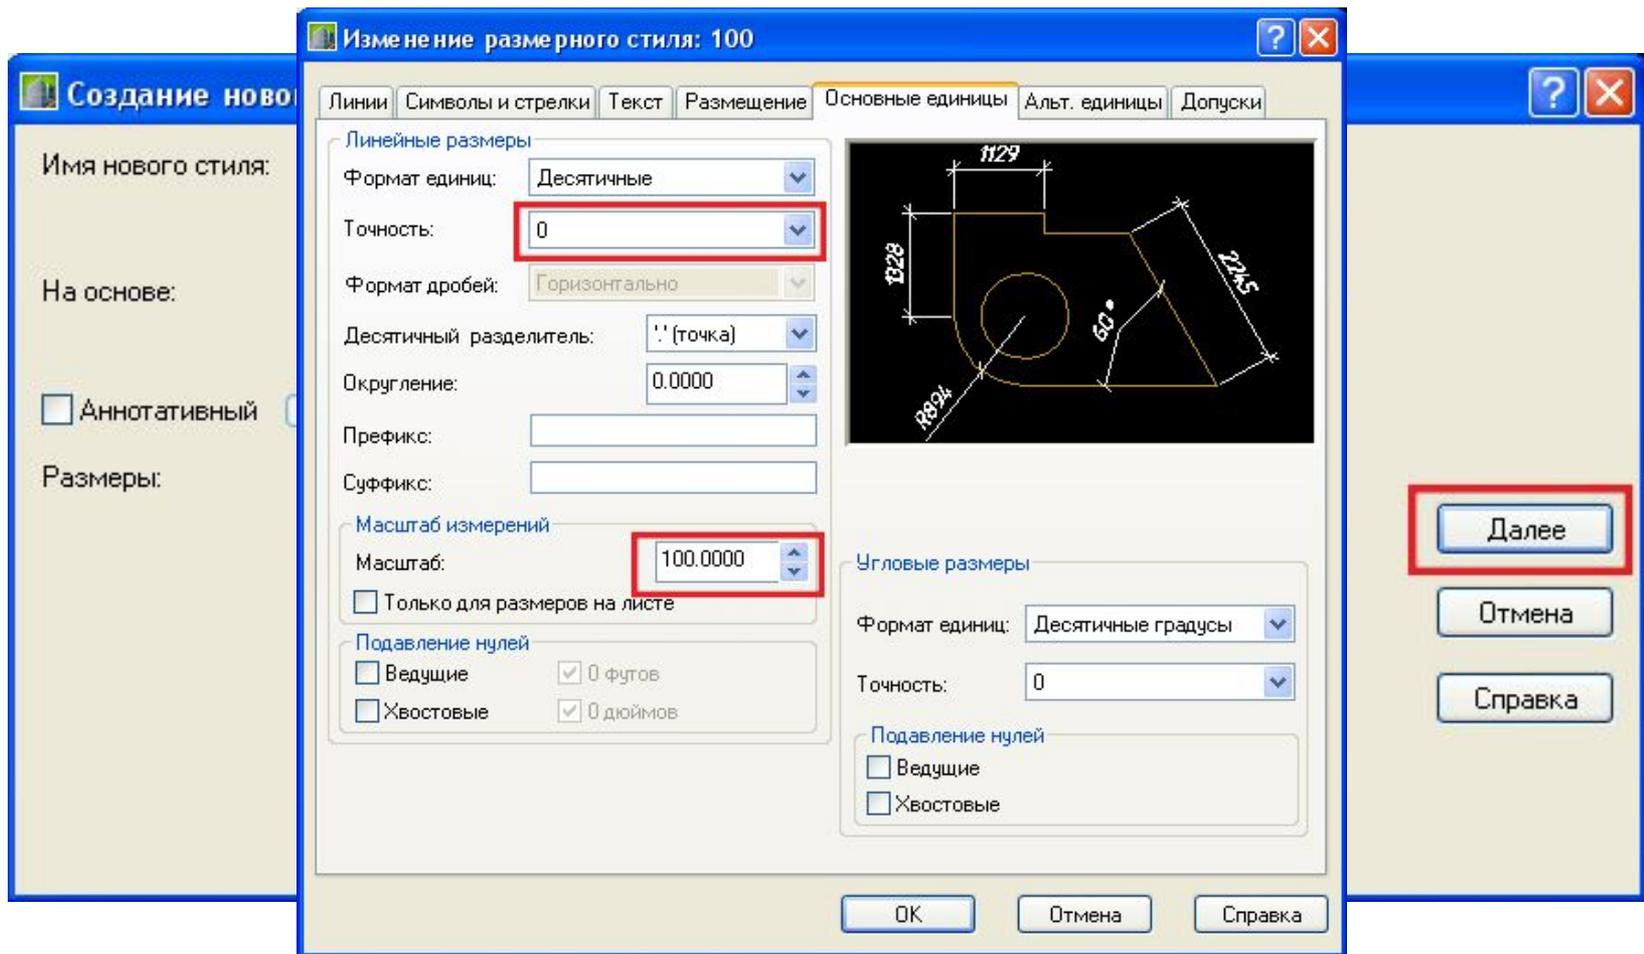 Изменение размерного стиля: 100
Создание ново
Имя нового стиля:
На основе:
Аннотативный
Размеры:
Линии Символы и стрелки Текст Размещение Основные единицы Альт. единицы Допуски
Линейные размеры
Формат единиц: Десятичные
Точность: 0
Формат дробей: Горизонтально
Десятичный разделитель: '.' (точка)
Округление: 0.0000
Префикс:
Суффикс:
Масштаб измерений
Масштаб: 100.0000
Только для размеров на листе
Подавление нулей
Ведущие 0 футов
Хвостовые 0 дюймов
1129
1328
2245
60°
R894
Угловые размеры
Формат единиц: Десятичные градусы
Точность: 0
Подавление нулей
Ведущие
Хвостовые
OK Отмена Справка
Далее
Отмена
Справка